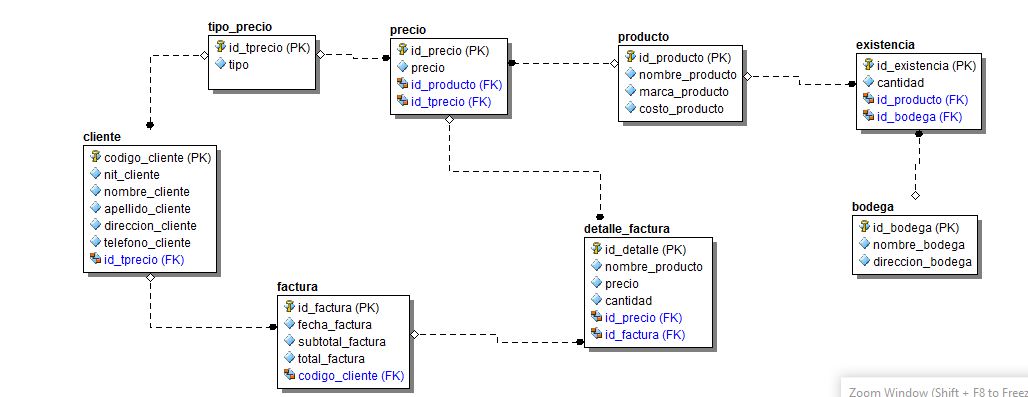 tipo_precio
id_tprecio (PK)
tipo
precio
id_precio (PK)
precio
id_producto (FK)
id_tprecio (FK)
producto
id_producto (PK)
nombre_producto
marca_producto
costo_producto
existencia
id_existencia (PK)
cantidad
id_producto (FK)
id_bodega (FK)
cliente
codigo_cliente (PK)
nit_cliente
nombre_cliente
apellido_cliente
direccion_cliente
telefono_cliente
id_tprecio (FK)
detalle_factura
id_detalle (PK)
nombre_producto
precio
cantidad
id_precio (FK)
id_factura (FK)
bodega
id_bodega (PK)
nombre_bodega
direccion_bodega
factura
id_factura (PK)
fecha_factura
subtotal_factura
total_factura
codigo_cliente (FK)
Zoom Window (Shift + F8 to Freez